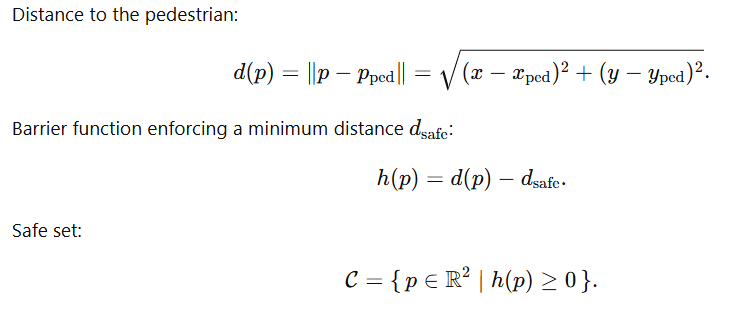 Distance to the pedestrian:
d(p) = ‖p − p_ped‖ = √((x − x_ped)² + (y − y_ped)²).
Barrier function enforcing a minimum distance d_safe:
h(p) = d(p) − d_safe.
Safe set:
𝒞 = { p ∈ ℝ² | h(p) ≥ 0 }.